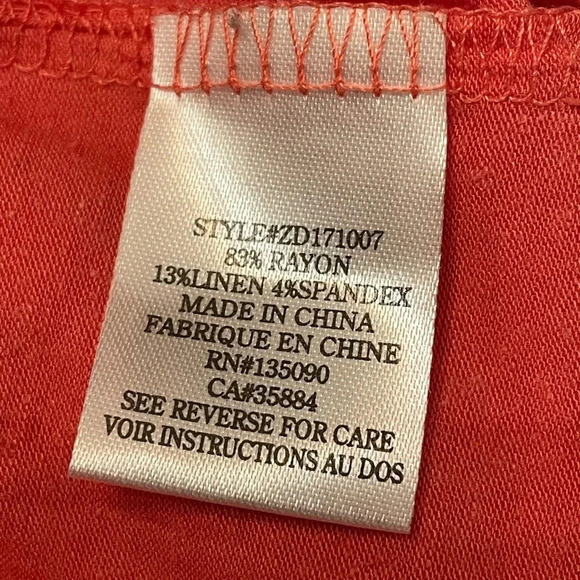 STYLE#ZD171007
83% RAYON
13%LINEN 4%SPANDEX
MADE IN CHINA
FABRIQUE EN CHINE
RN#135090
CA#35884
SEE REVERSE FOR CARE
VOIR INSTRUCTIONS AU DOS